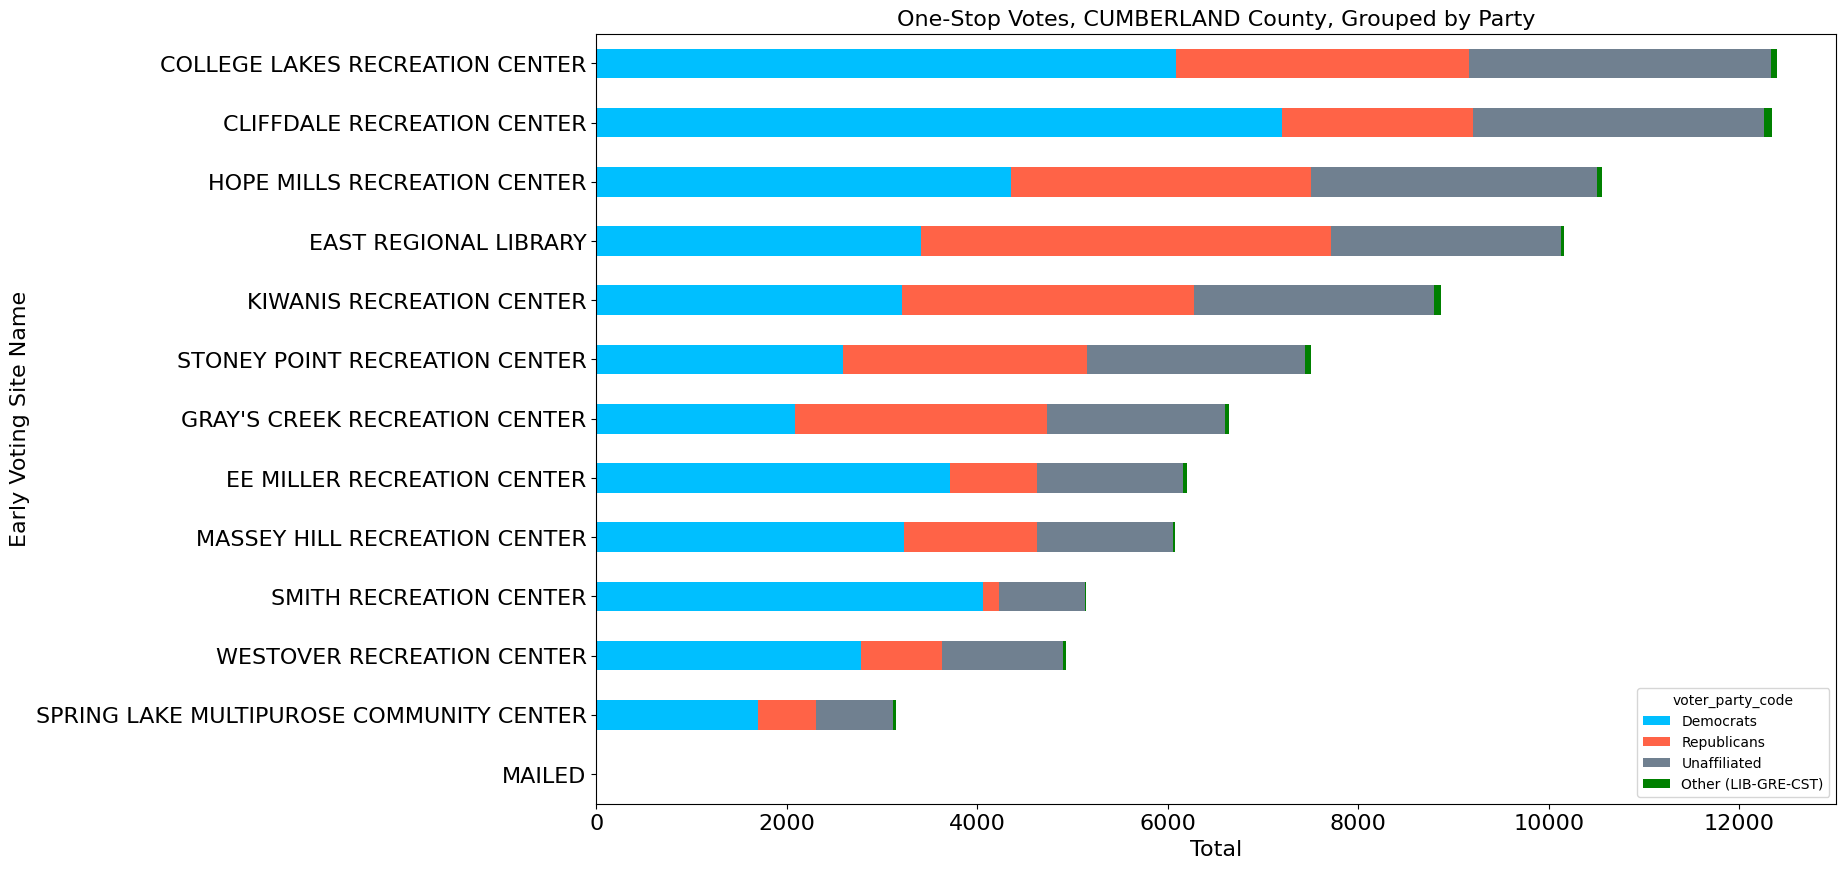 One-Stop Votes, CUMBERLAND County, Grouped by Party
Early Voting Site Name
COLLEGE LAKES RECREATION CENTER
CLIFFDALE RECREATION CENTER
HOPE MILLS RECREATION CENTER
EAST REGIONAL LIBRARY
KIWANIS RECREATION CENTER
STONEY POINT RECREATION CENTER
GRAY'S CREEK RECREATION CENTER
EE MILLER RECREATION CENTER
MASSEY HILL RECREATION CENTER
SMITH RECREATION CENTER
WESTOVER RECREATION CENTER
SPRING LAKE MULTIPUROSE COMMUNITY CENTER
MAILED
voter_party_code
Democrats
Republicans
Unaffiliated
Other (LIB-GRE-CST)
0 2000 4000 6000 8000 10000 12000
Total